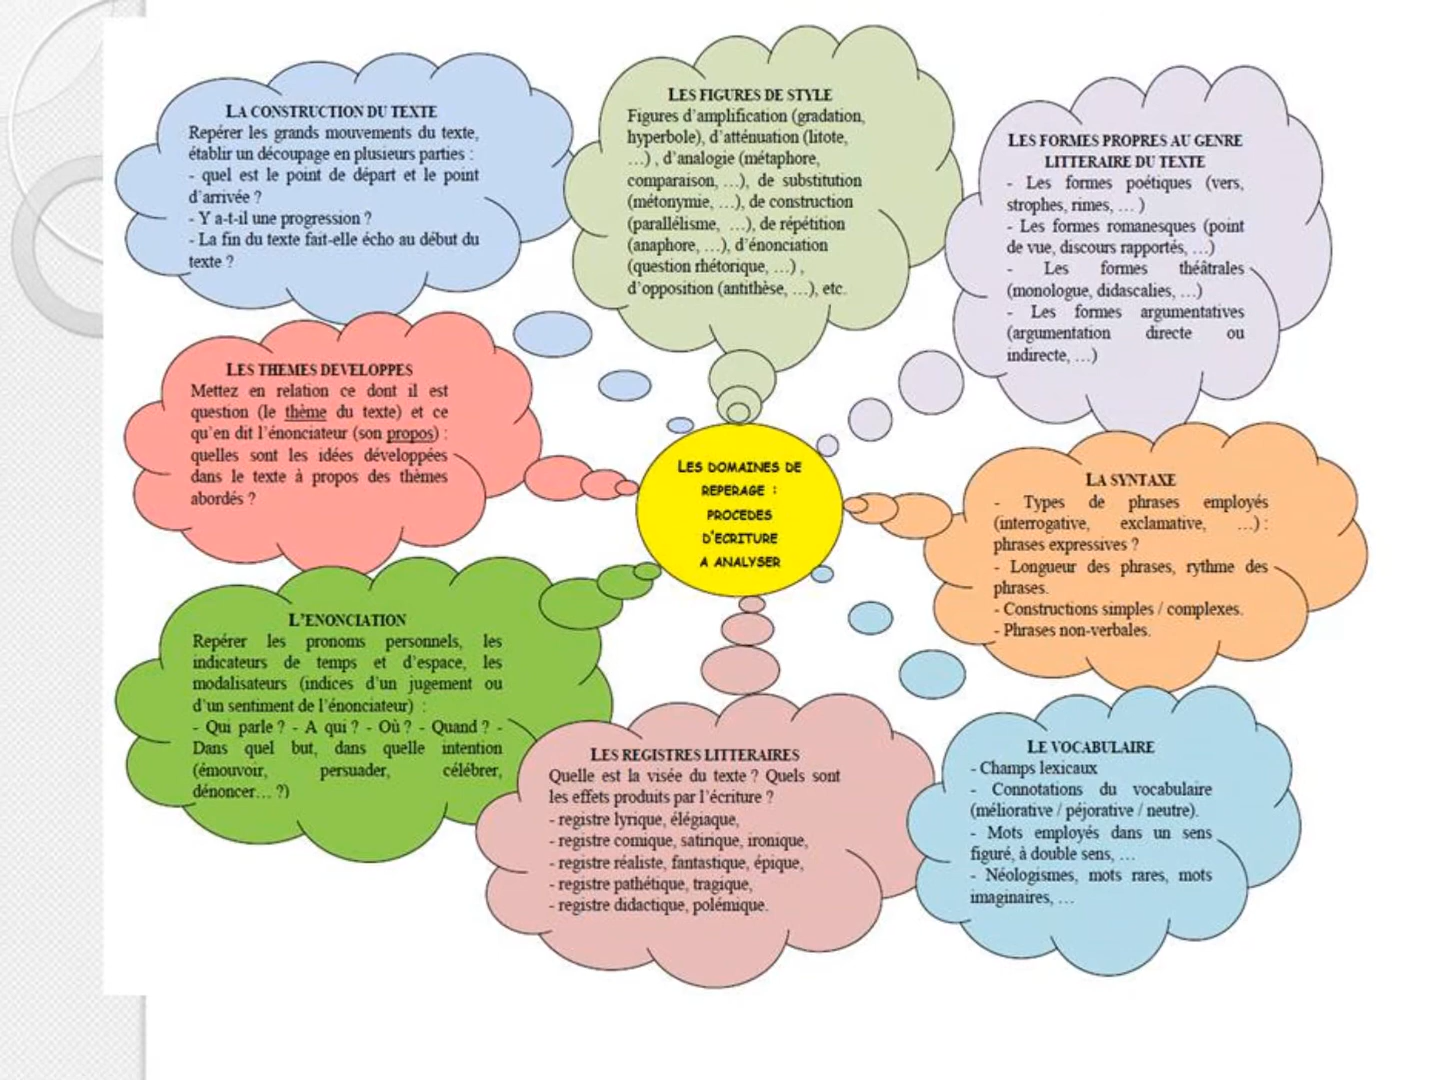 LA CONSTRUCTION DU TEXTE
Repérer les grands mouvements du texte,
établir un découpage en plusieurs parties :
- quel est le point de départ et le point
d'arrivée ?
- Y a-t-il une progression ?
- La fin du texte fait-elle écho au début du
texte ?
LES FIGURES DE STYLE
Figures d'amplification (gradation,
hyperbole), d'atténuation (litote,
…) , d'analogie (métaphore,
comparaison, …), de substitution
(métonymie, …), de construction
(parallélisme, …), de répétition
(anaphore, …), d'énonciation
(question rhétorique, …) ,
d'opposition (antithèse, …), etc.
LES FORMES PROPRES AU GENRE
LITTERAIRE DU TEXTE
- Les formes poétiques (vers,
strophes, rimes, … )
- Les formes romanesques (point
de vue, discours rapportés, …)
- Les formes théâtrales
(monologue, didascalies, …)
- Les formes argumentatives
(argumentation directe ou
indirecte, …)
LES THEMES DEVELOPPES
Mettez en relation ce dont il est
question (le thème du texte) et ce
qu'en dit l'énonciateur (son propos) :
quelles sont les idées développées
dans le texte à propos des thèmes
abordés ?
LES DOMAINES DE
REPERAGE :
PROCEDES
D'ECRITURE
A ANALYSER
LA SYNTAXE
- Types de phrases employés
(interrogative, exclamative, …) :
phrases expressives ?
- Longueur des phrases, rythme des
phrases.
- Constructions simples / complexes.
- Phrases non-verbales.
L'ENONCIATION
Repérer les pronoms personnels, les
indicateurs de temps et d'espace, les
modalisateurs (indices d'un jugement ou
d'un sentiment de l'énonciateur) :
- Qui parle ? - A qui ? - Où ? - Quand ? -
Dans quel but, dans quelle intention
(émouvoir, persuader, célébrer,
dénoncer… ?)
LES REGISTRES LITTERAIRES
Quelle est la visée du texte ? Quels sont
les effets produits par l'écriture ?
- registre lyrique, élégiaque,
- registre comique, satirique, ironique,
- registre réaliste, fantastique, épique,
- registre pathétique, tragique,
- registre didactique, polémique.
LE VOCABULAIRE
- Champs lexicaux
- Connotations du vocabulaire
(méliorative / péjorative / neutre).
- Mots employés dans un sens
figuré, à double sens, …
- Néologismes, mots rares, mots
imaginaires, …